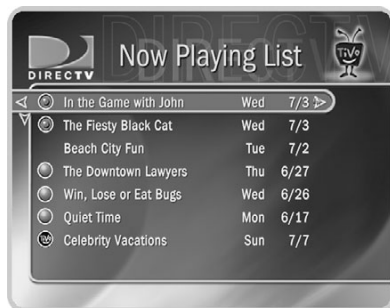 DIRECTV
Now Playing List
TiVo
DIRECTV
In the Game with John Wed 7/3
The Fiesty Black Cat Wed 7/3
Beach City Fun Tue 7/2
The Downtown Lawyers Thu 6/27
Win, Lose or Eat Bugs Wed 6/26
Quiet Time Mon 6/17
TiVo Celebrity Vacations Sun 7/7